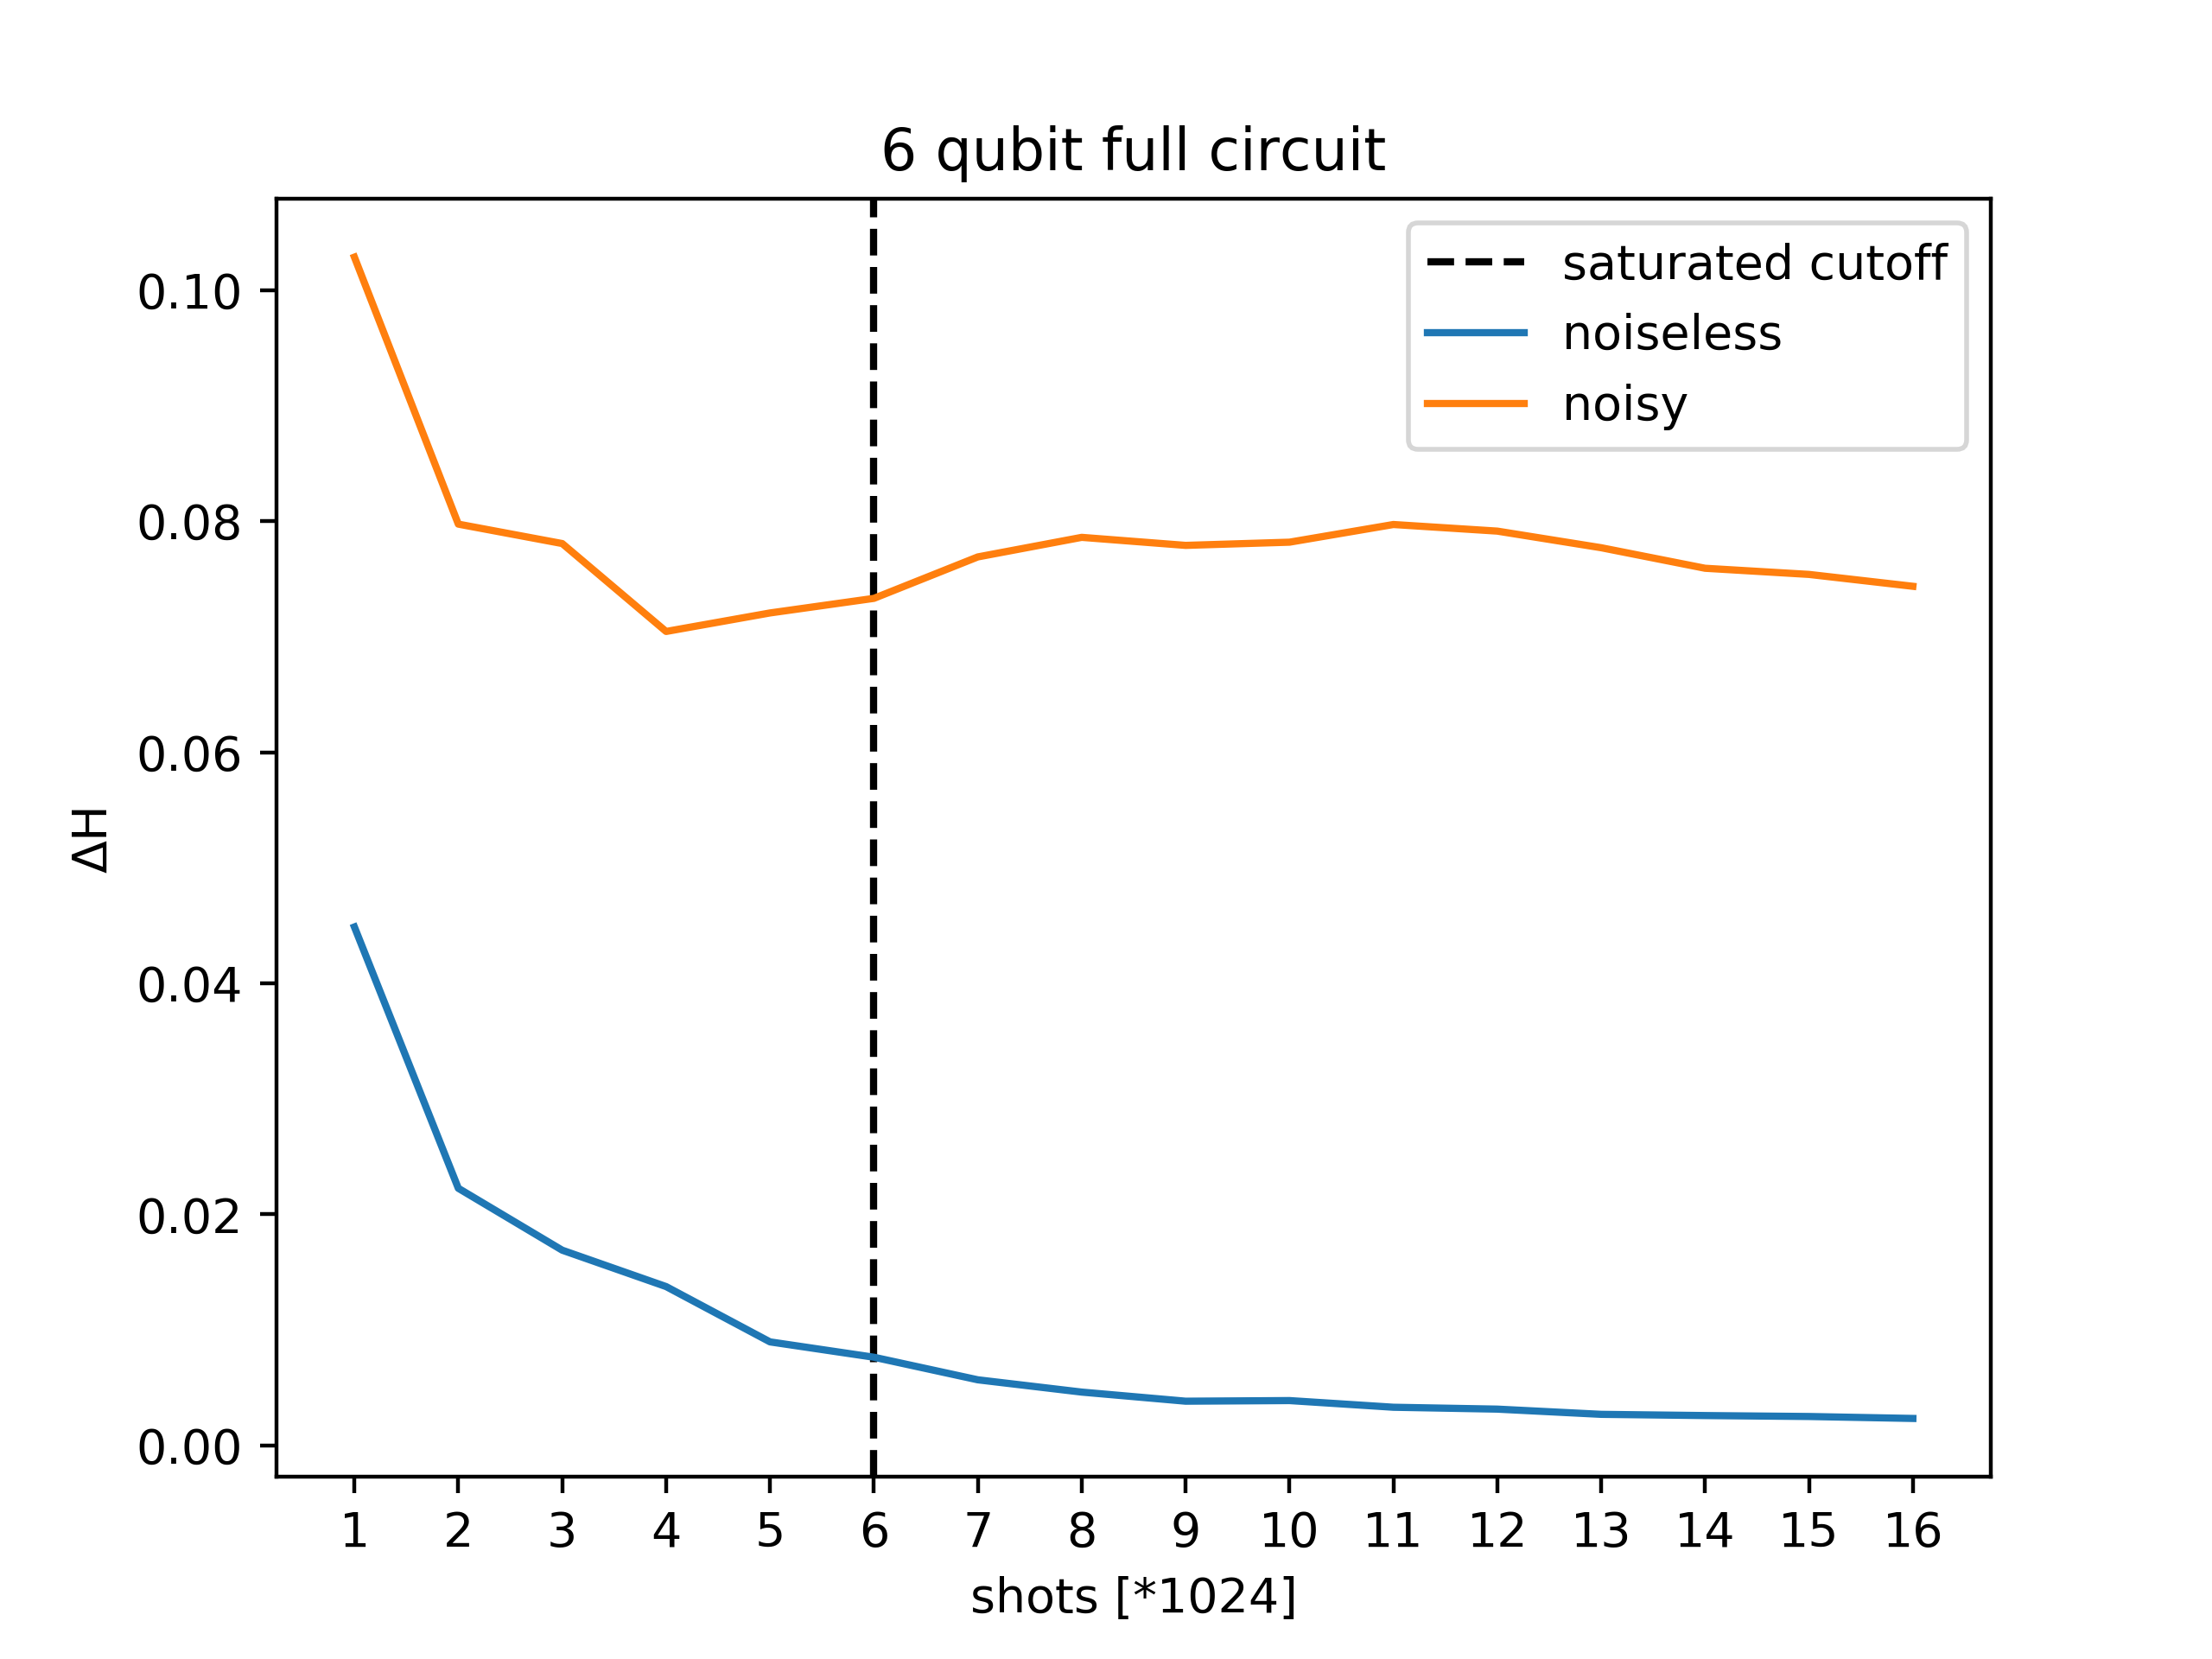 6 qubit full circuit
saturated cutoff
noiseless
noisy
0.10
0.08
0.06
0.04
0.02
0.00
ΔH
1 2 3 4 5 6 7 8 9 10 11 12 13 14 15 16
shots [*1024]